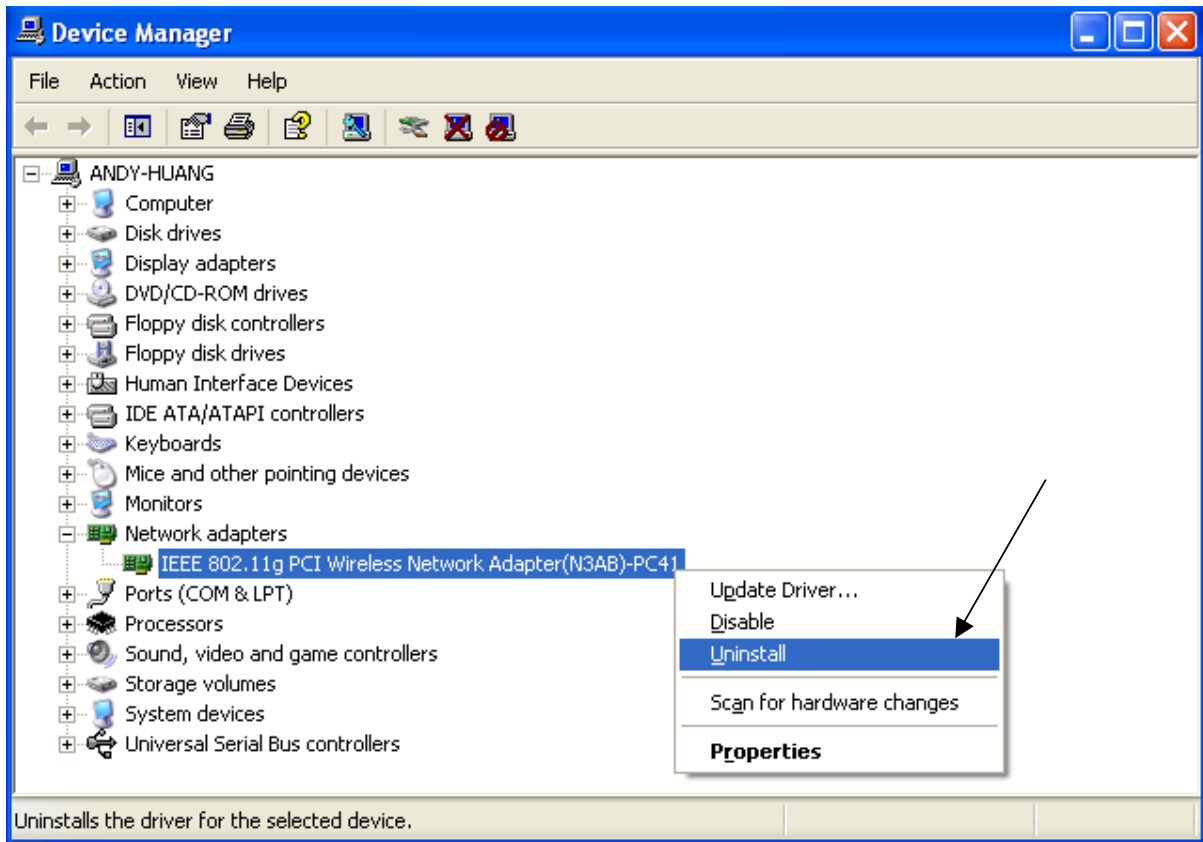 Device Manager
File Action View Help
ANDY-HUANG
Computer
Disk drives
Display adapters
DVD/CD-ROM drives
Floppy disk controllers
Floppy disk drives
Human Interface Devices
IDE ATA/ATAPI controllers
Keyboards
Mice and other pointing devices
Monitors
Network adapters
IEEE 802.11g PCI Wireless Network Adapter(N3AB)-PC41
Ports (COM & LPT)
Processors
Sound, video and game controllers
Storage volumes
System devices
Universal Serial Bus controllers
Update Driver...
Disable
Uninstall
Scan for hardware changes
Properties
Uninstalls the driver for the selected device.